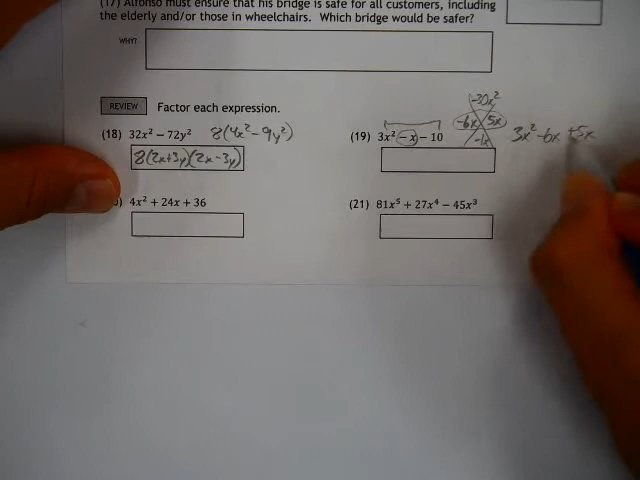 (17) Alfonso must ensure that his bridge is safe for all customers, including
the elderly and/or those in wheelchairs. Which bridge would be safer?
WHY?
REVIEW Factor each expression.
(18) 32x² − 72y² 8(4x² − 9y²)
8(2x+3y)(2x−3y)
(19) 3x² − x − 10
−30x²
−6x 5x
−1x
3x² −6x +5x
4x² + 24x + 36
(21) 81x⁵ + 27x⁴ − 45x³